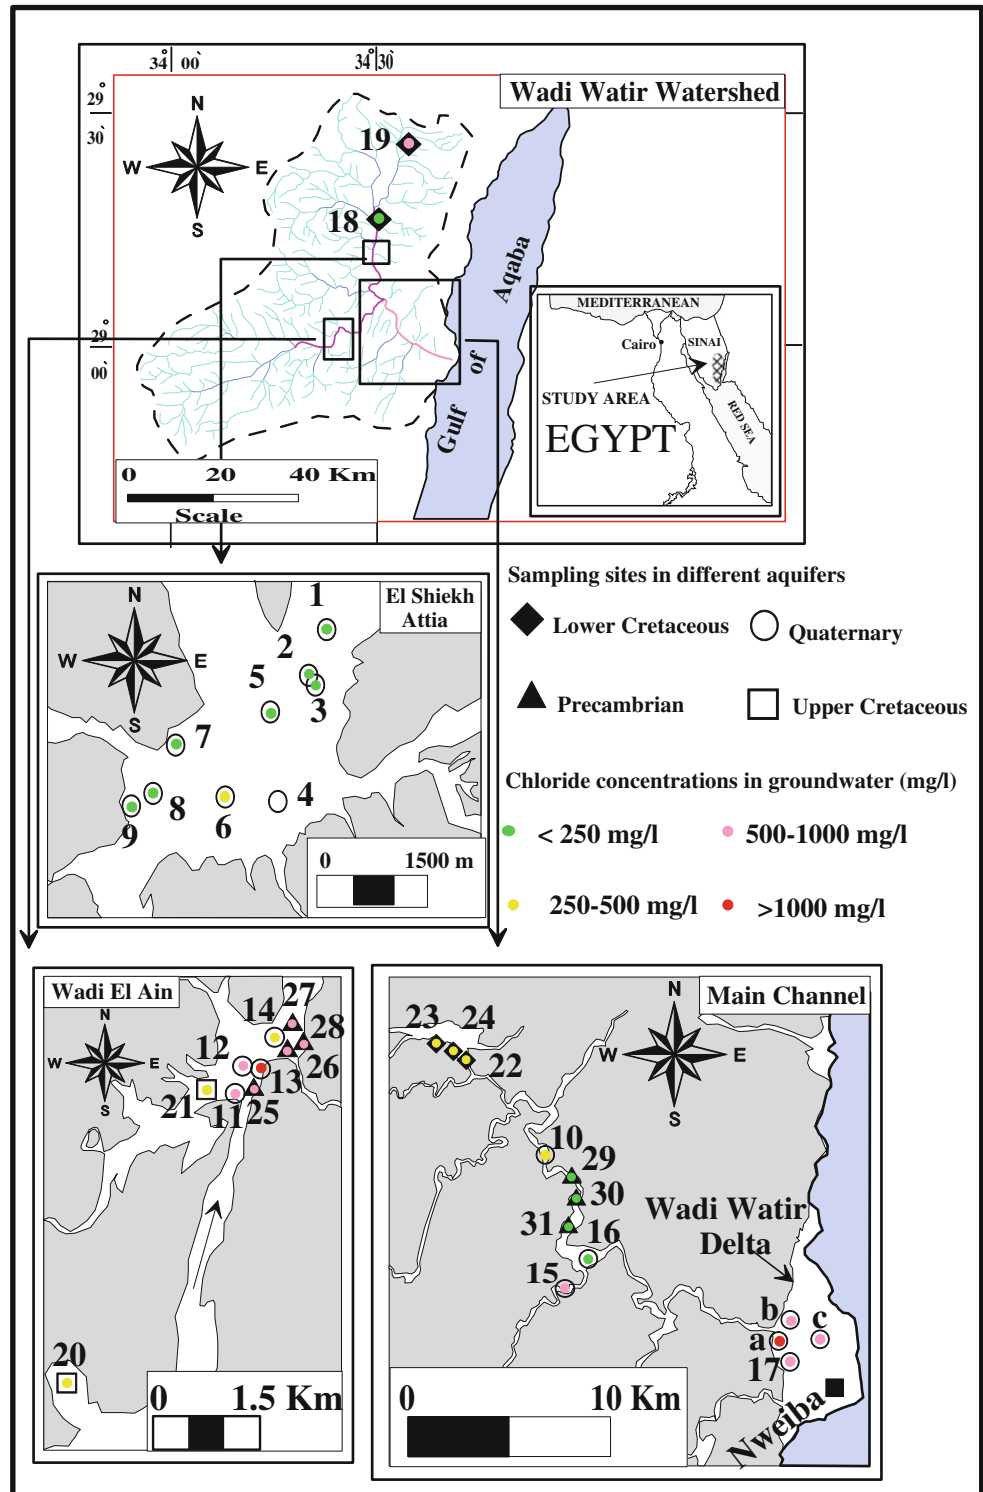 34° 00`
34° 30`
29° 30`
Wadi Watir Watershed
N
W
E
S
19
18
Aqaba
of
Gulf
29 00`
MEDITERRANEAN
Cairo
SINAI
STUDY AREA
RED SEA
EGYPT
0 20 40 Km
Scale
El Shiekh
Attia
N
W
E
S
1
2
5
3
7
8
9
6
4
0 1500 m
Sampling sites in different aquifers
Lower Cretaceous
Quaternary
Precambrian
Upper Cretaceous
Chloride concentrations in groundwater (mg/l)
< 250 mg/l
500-1000 mg/l
250-500 mg/l
>1000 mg/l
Wadi El Ain
N
W
E
S
27
14
28
12
26
13
21
11
25
20
0 1.5 Km
Main Channel
N
W
E
S
23
24
22
10
29
30
31
16
15
Wadi Watir
Delta
b
c
a
17
Nweiba
0 10 Km